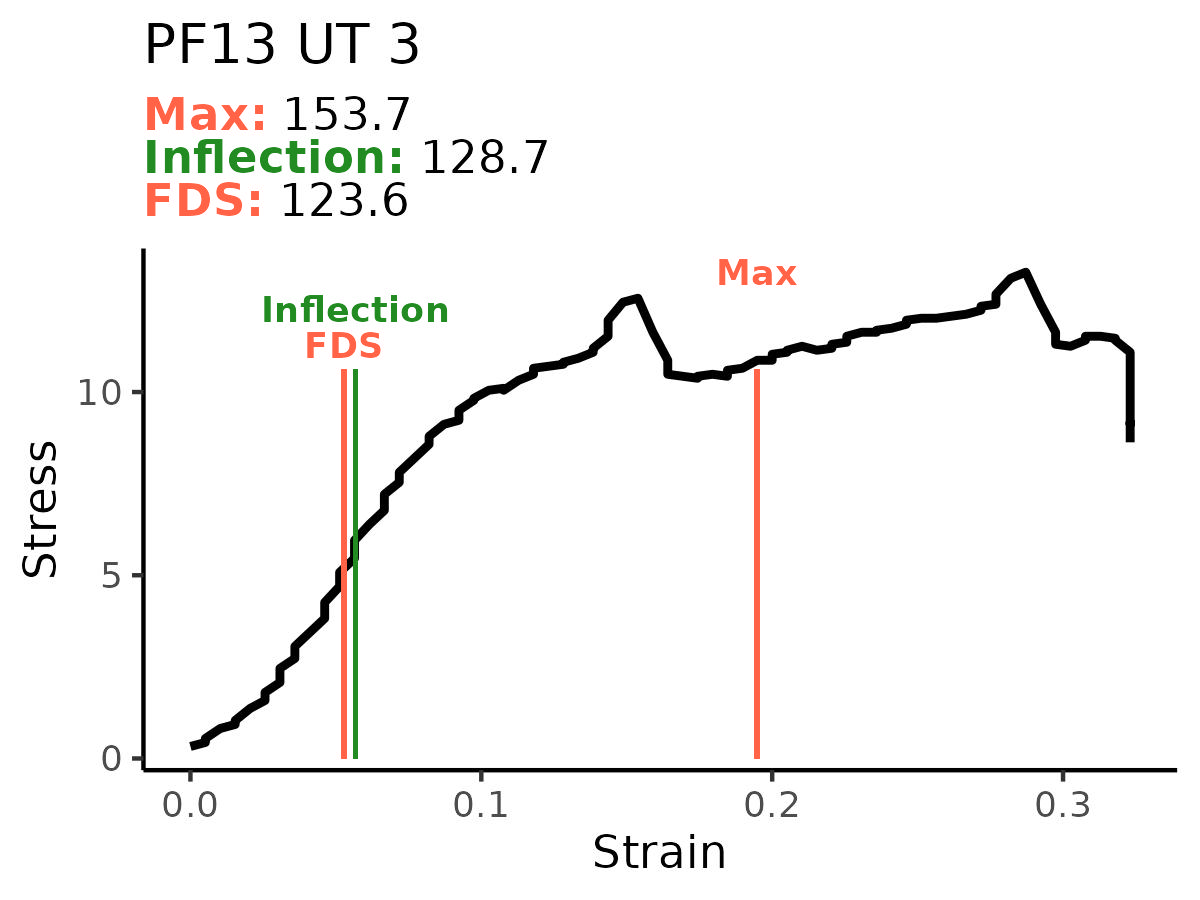 PF13 UT 3
Max: 153.7
Inflection: 128.7
FDS: 123.6
Max
Inflection
FDS
10
5
0
Stress
0.0 0.1 0.2 0.3
Strain